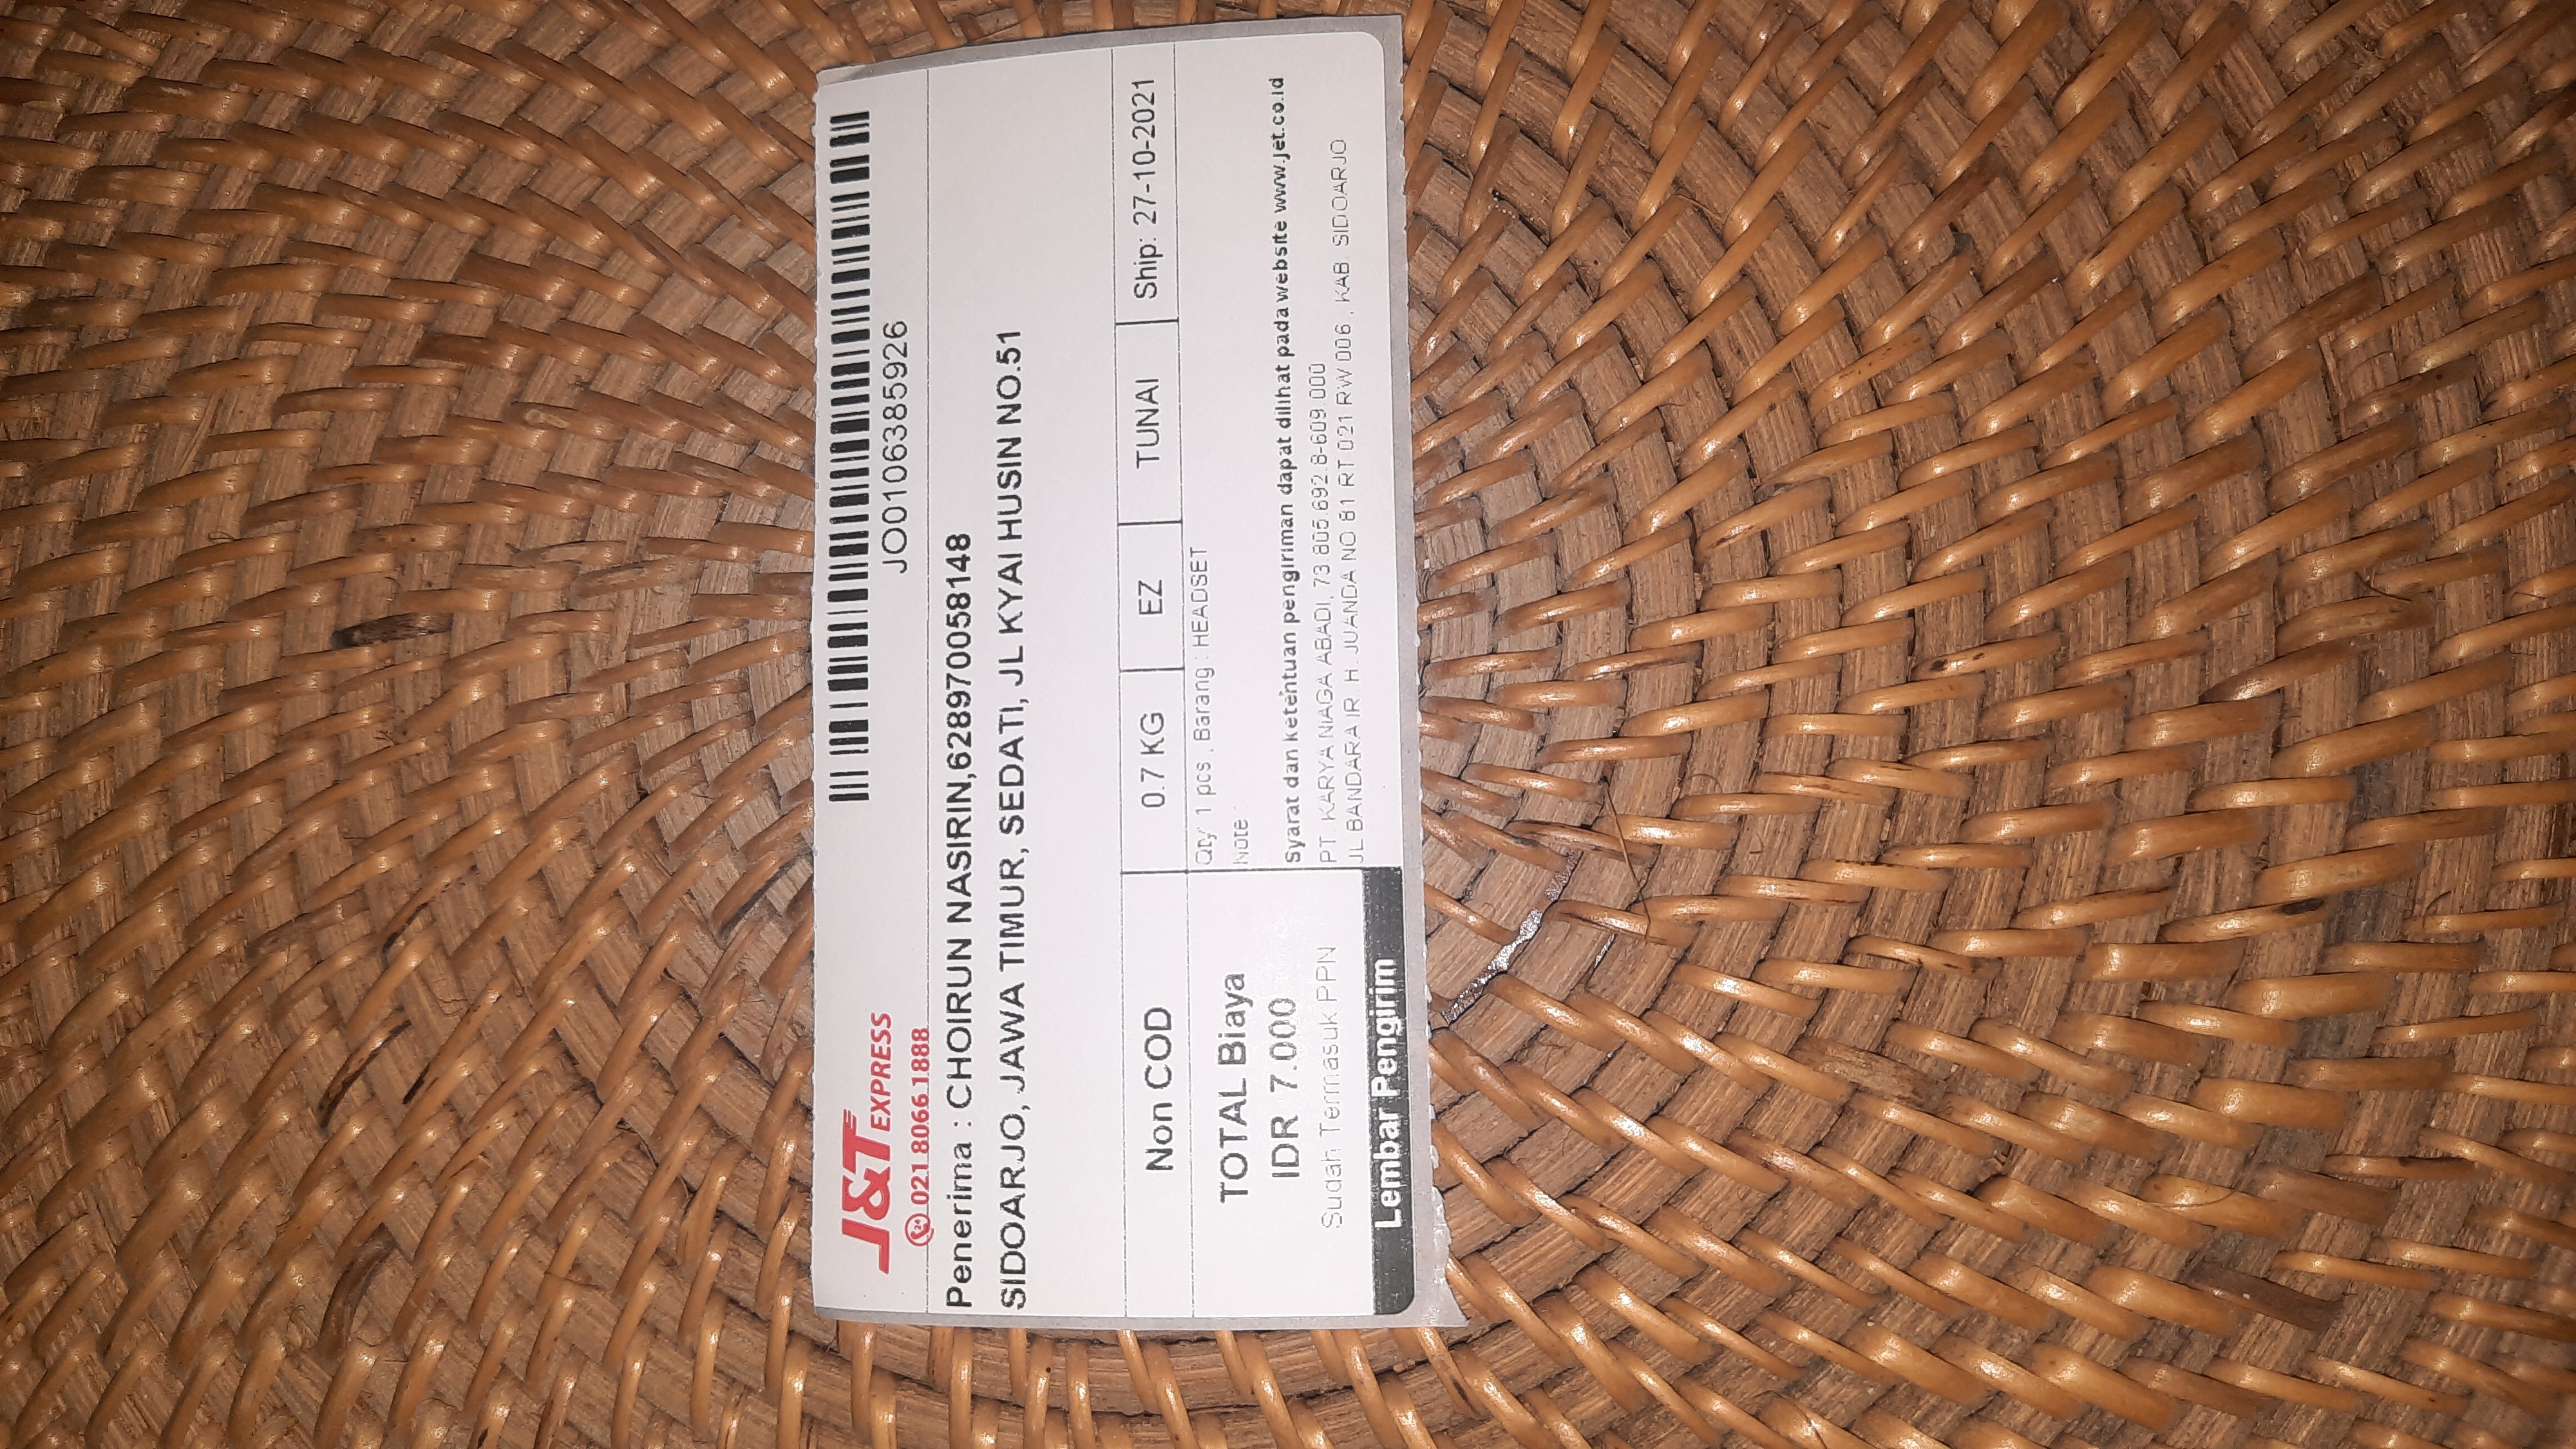 J&T EXPRESS
021 8066 1888
JO0106385926
Penerima : CHOIRUN NASIRIN,628970058148
SIDOARJO, JAWA TIMUR, SEDATI, JL KYAI HUSIN NO.51
Non COD
0.7 KG
EZ
TUNAI
Ship: 27-10-2021
TOTAL Biaya
IDR 7.000
Sudah Termasuk PPN
Lembar Pengirim
Qty: 1 pcs , Barang : HEADSET
Note :
Syarat dan ketentuan pengiriman dapat dilihat pada website www.jet.co.id
PT. KARYA NIAGA ABADI, 73.805.692.8-609.000
JL BANDARA IR. H. JUANDA NO 81 RT 021 RW 006 , KAB. SIDOARJO